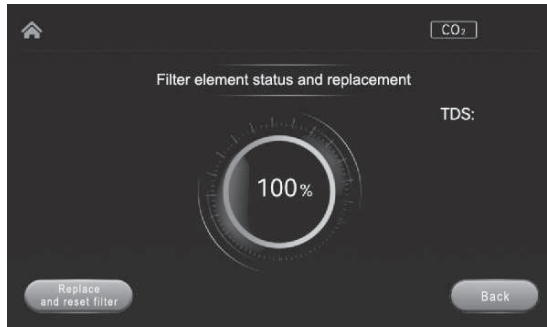 CO₂
Filter element status and replacement
TDS:
100%
Replace
and reset filter
Back